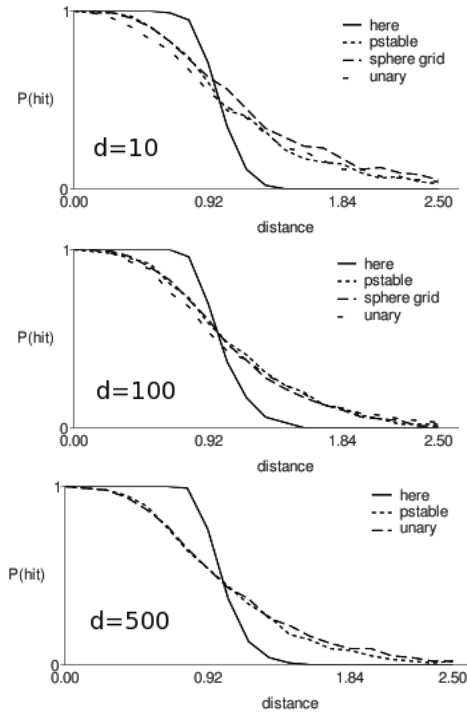 1
here
pstable
sphere grid
unary
P(hit)
d=10
0
0.00 0.92 1.84 2.50
distance
1
here
pstable
sphere grid
unary
P(hit)
d=100
0
0.00 0.92 1.84 2.50
distance
1
here
pstable
unary
P(hit)
d=500
0
0.00 0.92 1.84 2.50
distance